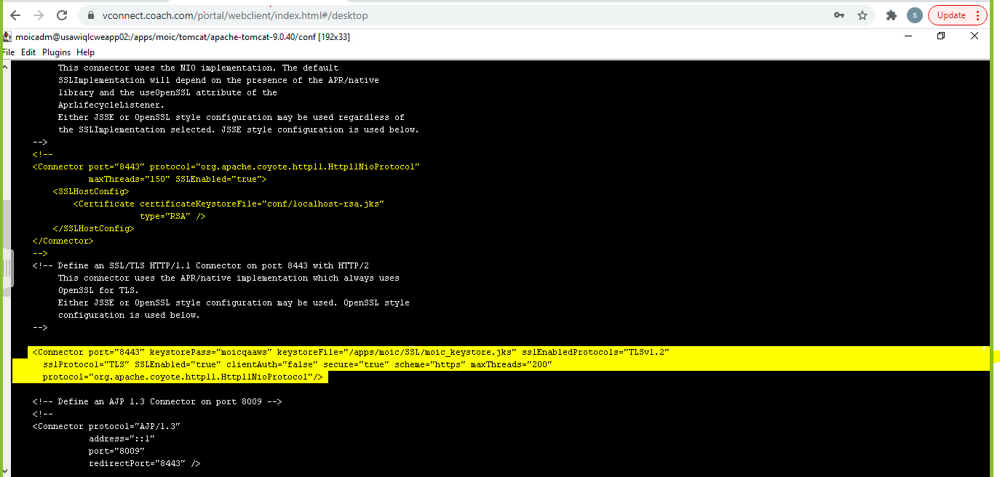 vconnect.coach.com/portal/webclient/index.html#/desktop
S
Update
moicadm@usawiqlcweapp02:/apps/moic/tomcat/apache-tomcat-9.0.40/conf [192x33]
File Edit Plugins Help
This connector uses the NIO implementation. The default
SSLImplementation will depend on the presence of the APR/native
library and the useOpenSSL attribute of the
AprLifecycleListener.
Either JSSE or OpenSSL style configuration may be used regardless of
the SSLImplementation selected. JSSE style configuration is used below.
-->
<!--
<Connector port="8443" protocol="org.apache.coyote.http11.Http11NioProtocol"
maxThreads="150" SSLEnabled="true">
<SSLHostConfig>
<Certificate certificateKeystoreFile="conf/localhost-rsa.jks"
type="RSA" />
</SSLHostConfig>
</Connector>
-->
<!-- Define an SSL/TLS HTTP/1.1 Connector on port 8443 with HTTP/2
This connector uses the APR/native implementation which always uses
OpenSSL for TLS.
Either JSSE or OpenSSL style configuration may be used. OpenSSL style
configuration is used below.
-->
<Connector port="8443" keystorePass="moicqaaws" keystoreFile="/apps/moic/SSL/moic_keystore.jks" sslEnabledProtocols="TLSv1.2"
sslProtocol="TLS" SSLEnabled="true" clientAuth="false" secure="true" scheme="https" maxThreads="200"
protocol="org.apache.coyote.http11.Http11NioProtocol"/>
<!-- Define an AJP 1.3 Connector on port 8009 -->
<!--
<Connector protocol="AJP/1.3"
address="::1"
port="8009"
redirectPort="8443" />